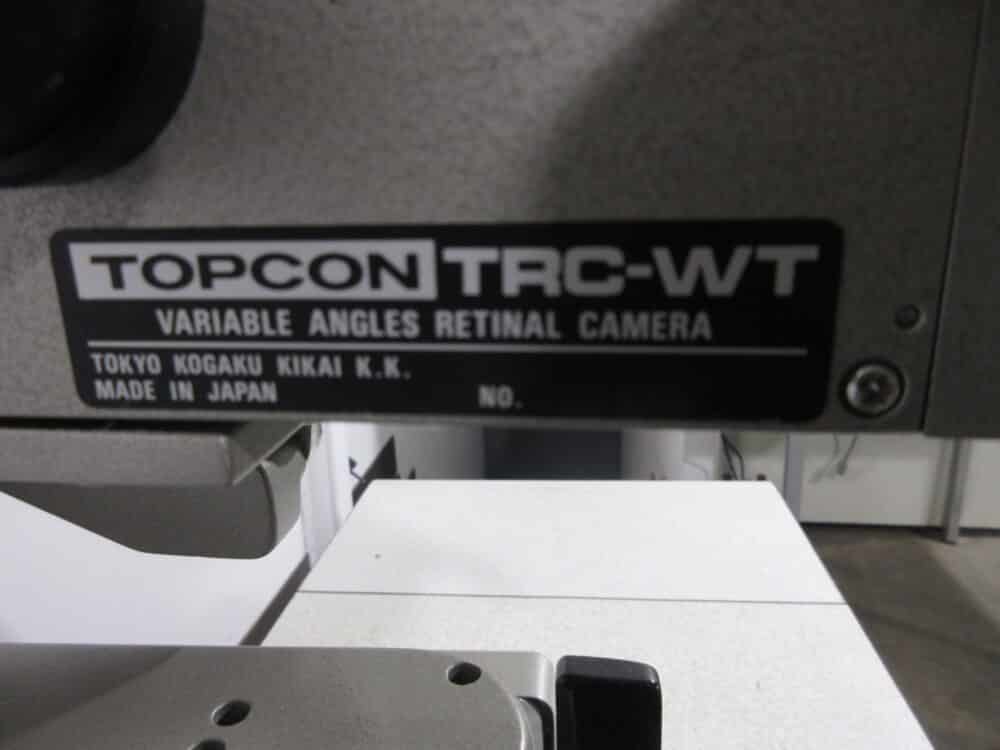 TOPCON TRC-WT
VARIABLE ANGLES RETINAL CAMERA
TOKYO KOGAKU KIKAI K.K.
MADE IN JAPAN NO.